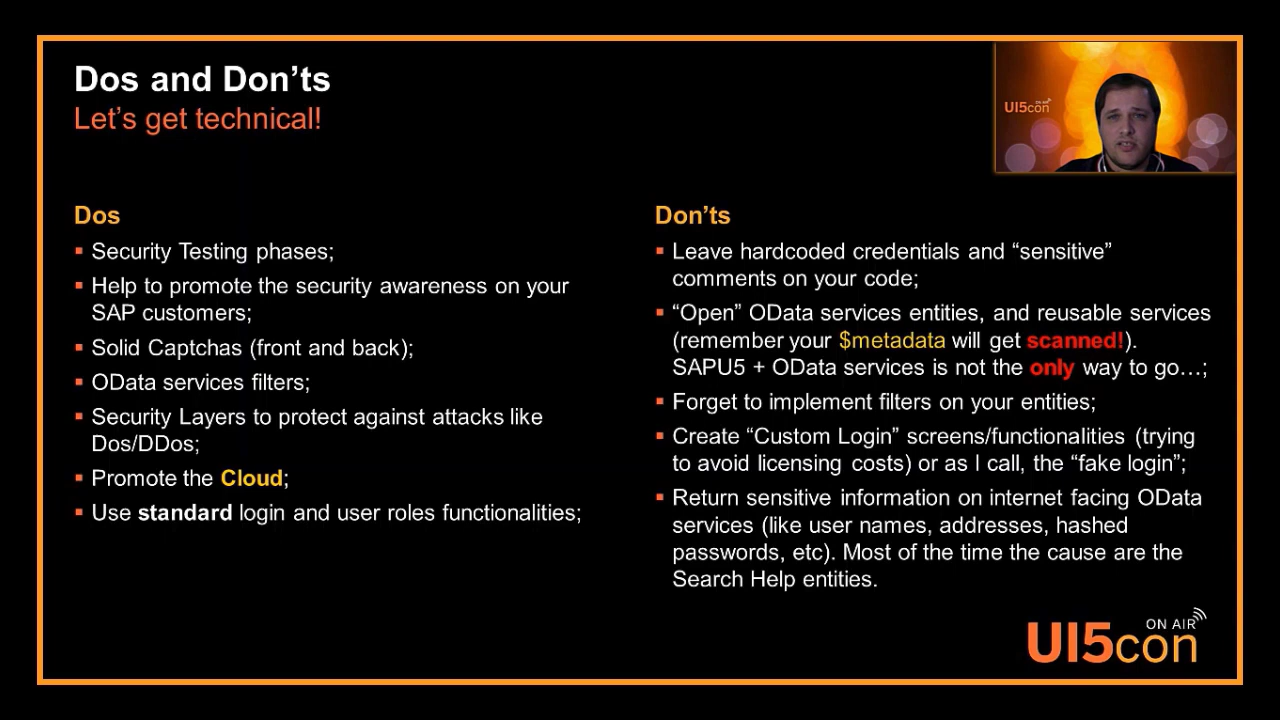 Dos and Don’ts
Let’s get technical!
UI5con
ON AIR
Dos
▪ Security Testing phases;
▪ Help to promote the security awareness on your
SAP customers;
▪ Solid Captchas (front and back);
▪ OData services filters;
▪ Security Layers to protect against attacks like
Dos/DDos;
▪ Promote the Cloud;
▪ Use standard login and user roles functionalities;
Don’ts
▪ Leave hardcoded credentials and “sensitive”
comments on your code;
▪ “Open” OData services entities, and reusable services
(remember your $metadata will get scanned!).
SAPU5 + OData services is not the only way to go…;
▪ Forget to implement filters on your entities;
▪ Create “Custom Login” screens/functionalities (trying
to avoid licensing costs) or as I call, the “fake login”;
▪ Return sensitive information on internet facing OData
services (like user names, addresses, hashed
passwords, etc). Most of the time the cause are the
Search Help entities.
ON AIR
UI5con